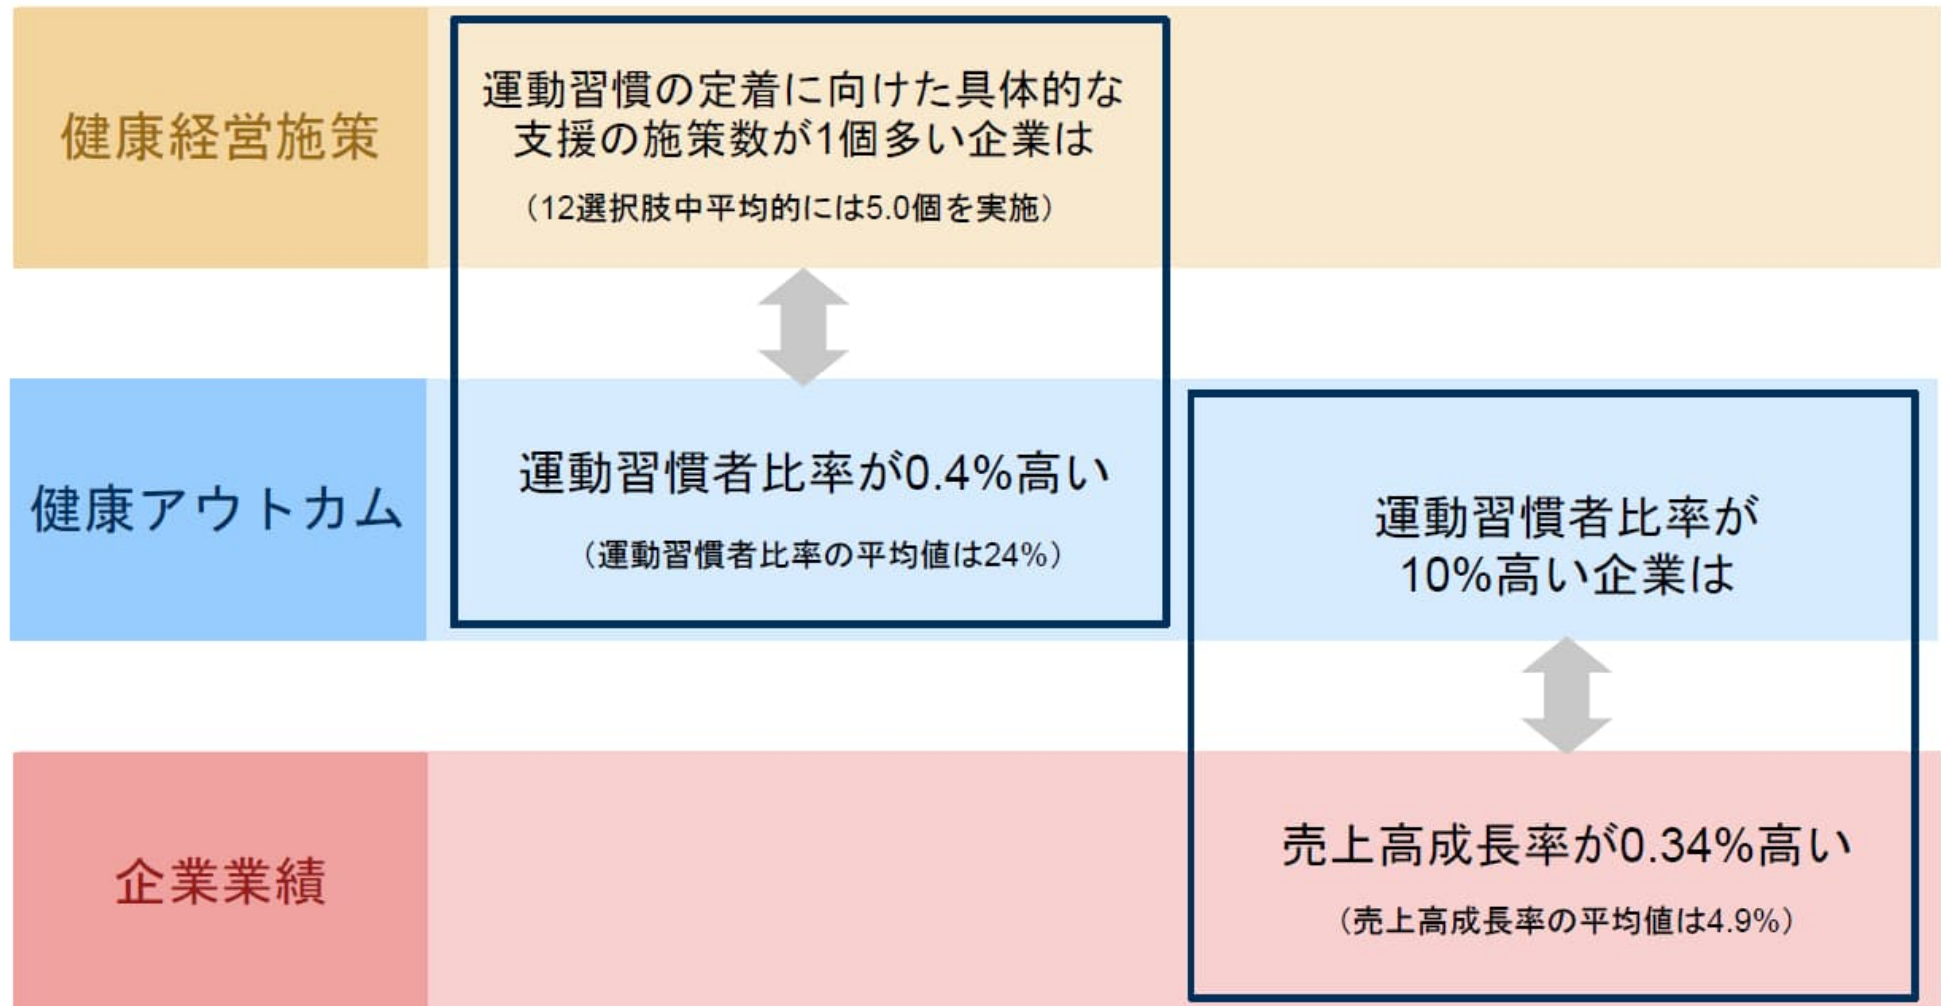 健康経営施策
運動習慣の定着に向けた具体的な
支援の施策数が1個多い企業は
（12選択肢中平均的には5.0個を実施）
健康アウトカム
運動習慣者比率が0.4%高い
（運動習慣者比率の平均値は24%）
運動習慣者比率が
10%高い企業は
企業業績
売上高成長率が0.34%高い
（売上高成長率の平均値は4.9%）